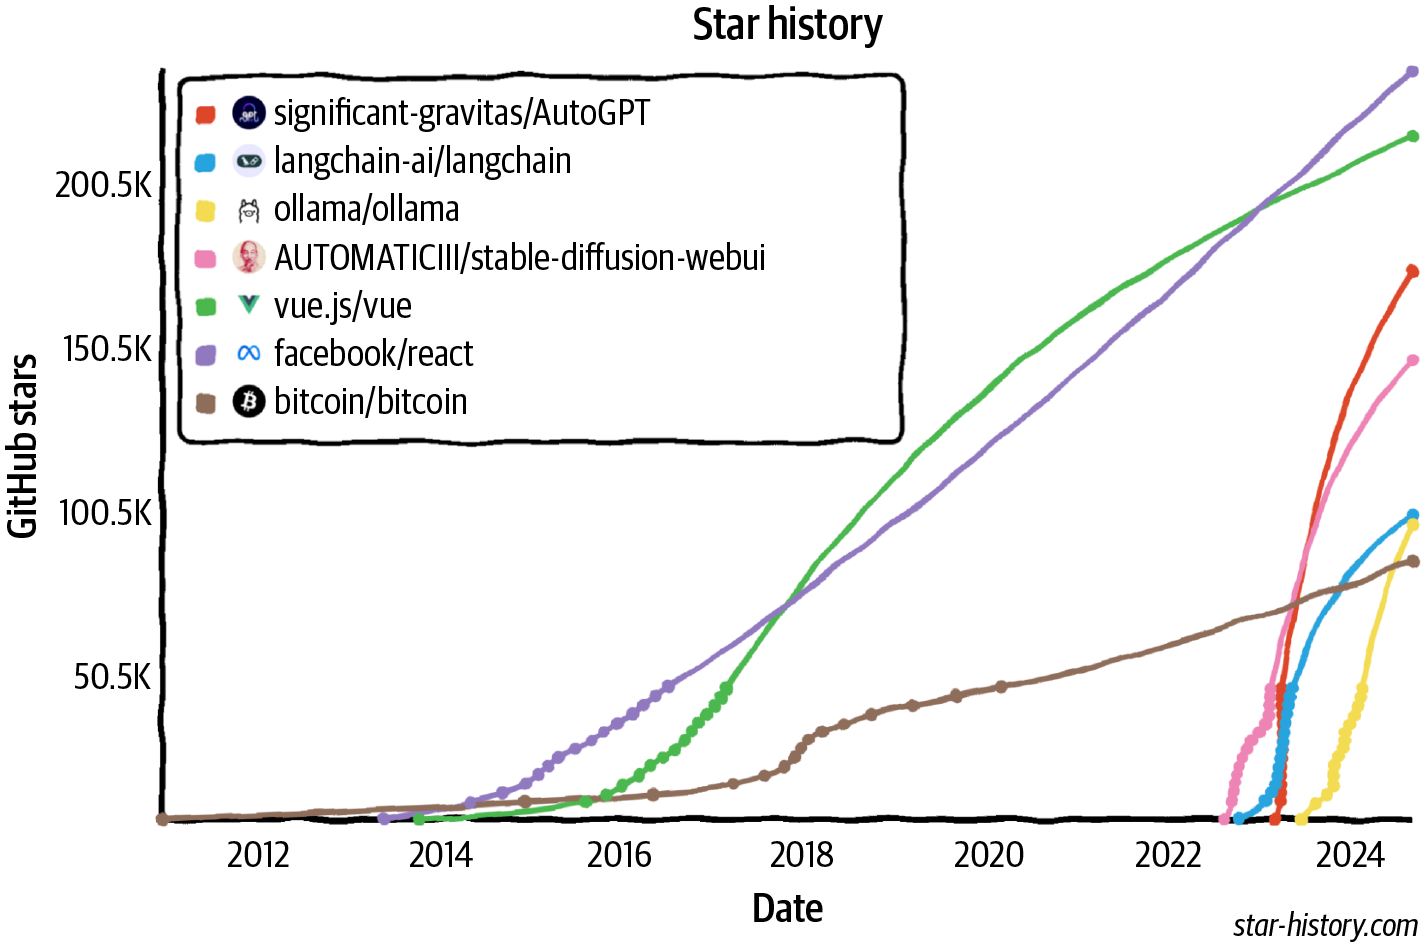 Star history
significant-gravitas/AutoGPT
langchain-ai/langchain
ollama/ollama
AUTOMATICIII/stable-diffusion-webui
vue.js/vue
facebook/react
bitcoin/bitcoin
GitHub stars
200.5K
150.5K
100.5K
50.5K
2012 2014 2016 2018 2020 2022 2024
Date
star-history.com